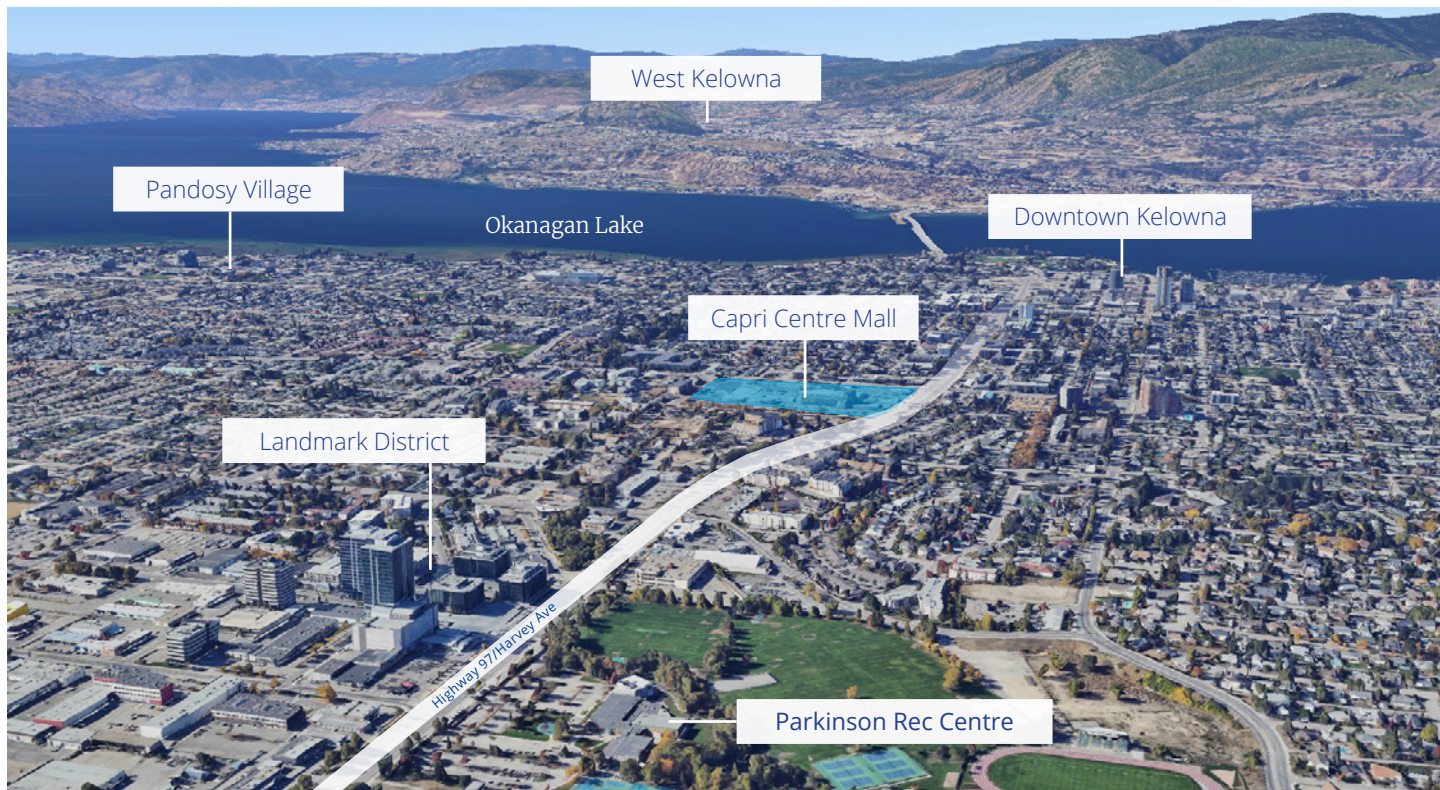 West Kelowna
Pandosy Village
Okanagan Lake
Downtown Kelowna
Capri Centre Mall
Landmark District
Highway 97/Harvey Ave
Parkinson Rec Centre